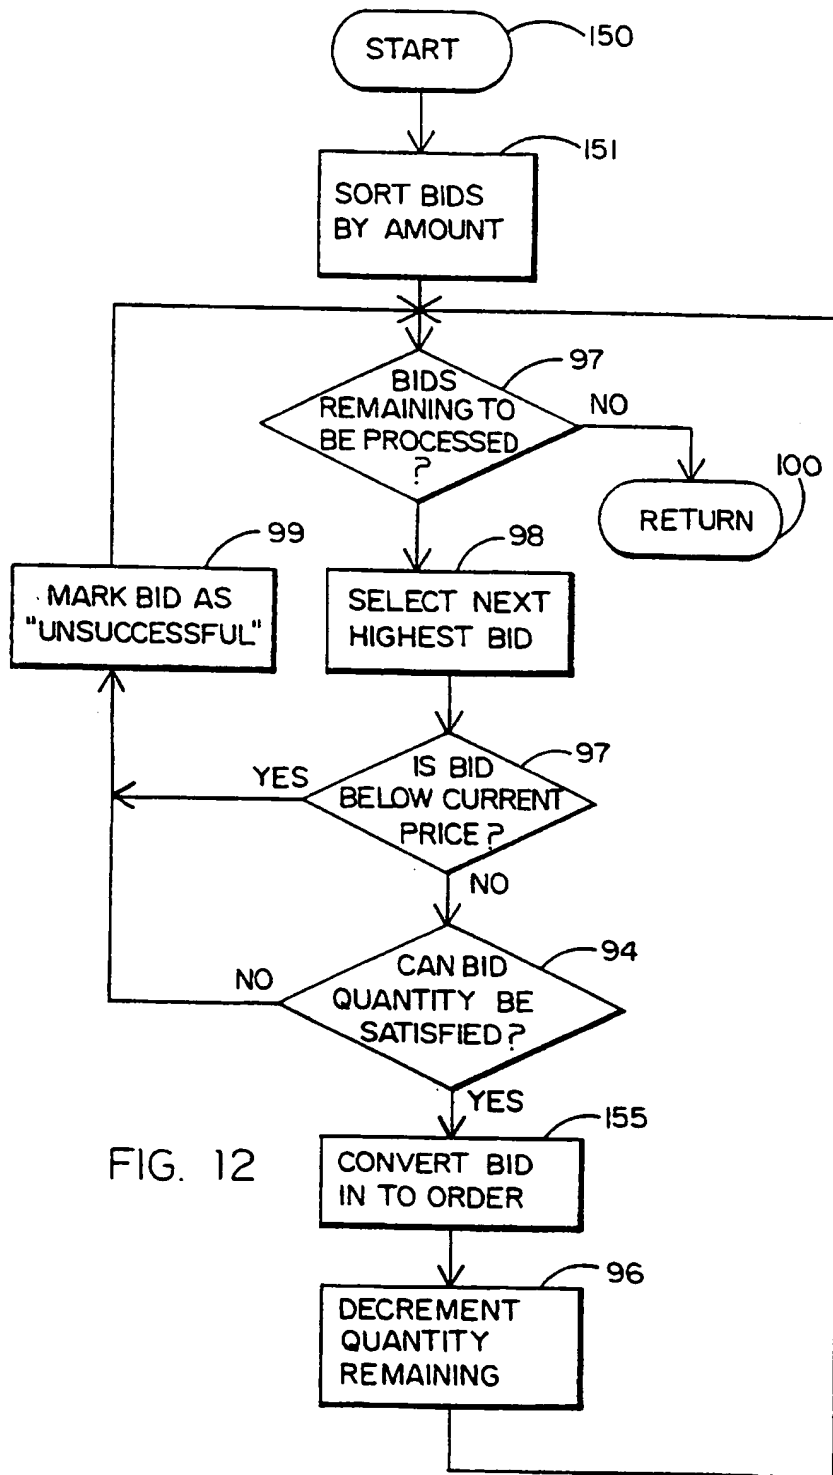 START
150
151
SORT BIDS
BY AMOUNT
BIDS
REMAINING TO
BE PROCESSED
?
97
NO
100
RETURN
99
MARK BID AS
"UNSUCCESSFUL"
98
SELECT NEXT
HIGHEST BID
97
YES
IS BID
BELOW CURRENT
PRICE?
NO
94
NO
CAN BID
QUANTITY BE
SATISFIED?
YES
155
FIG. 12
CONVERT BID
IN TO ORDER
96
DECREMENT
QUANTITY
REMAINING